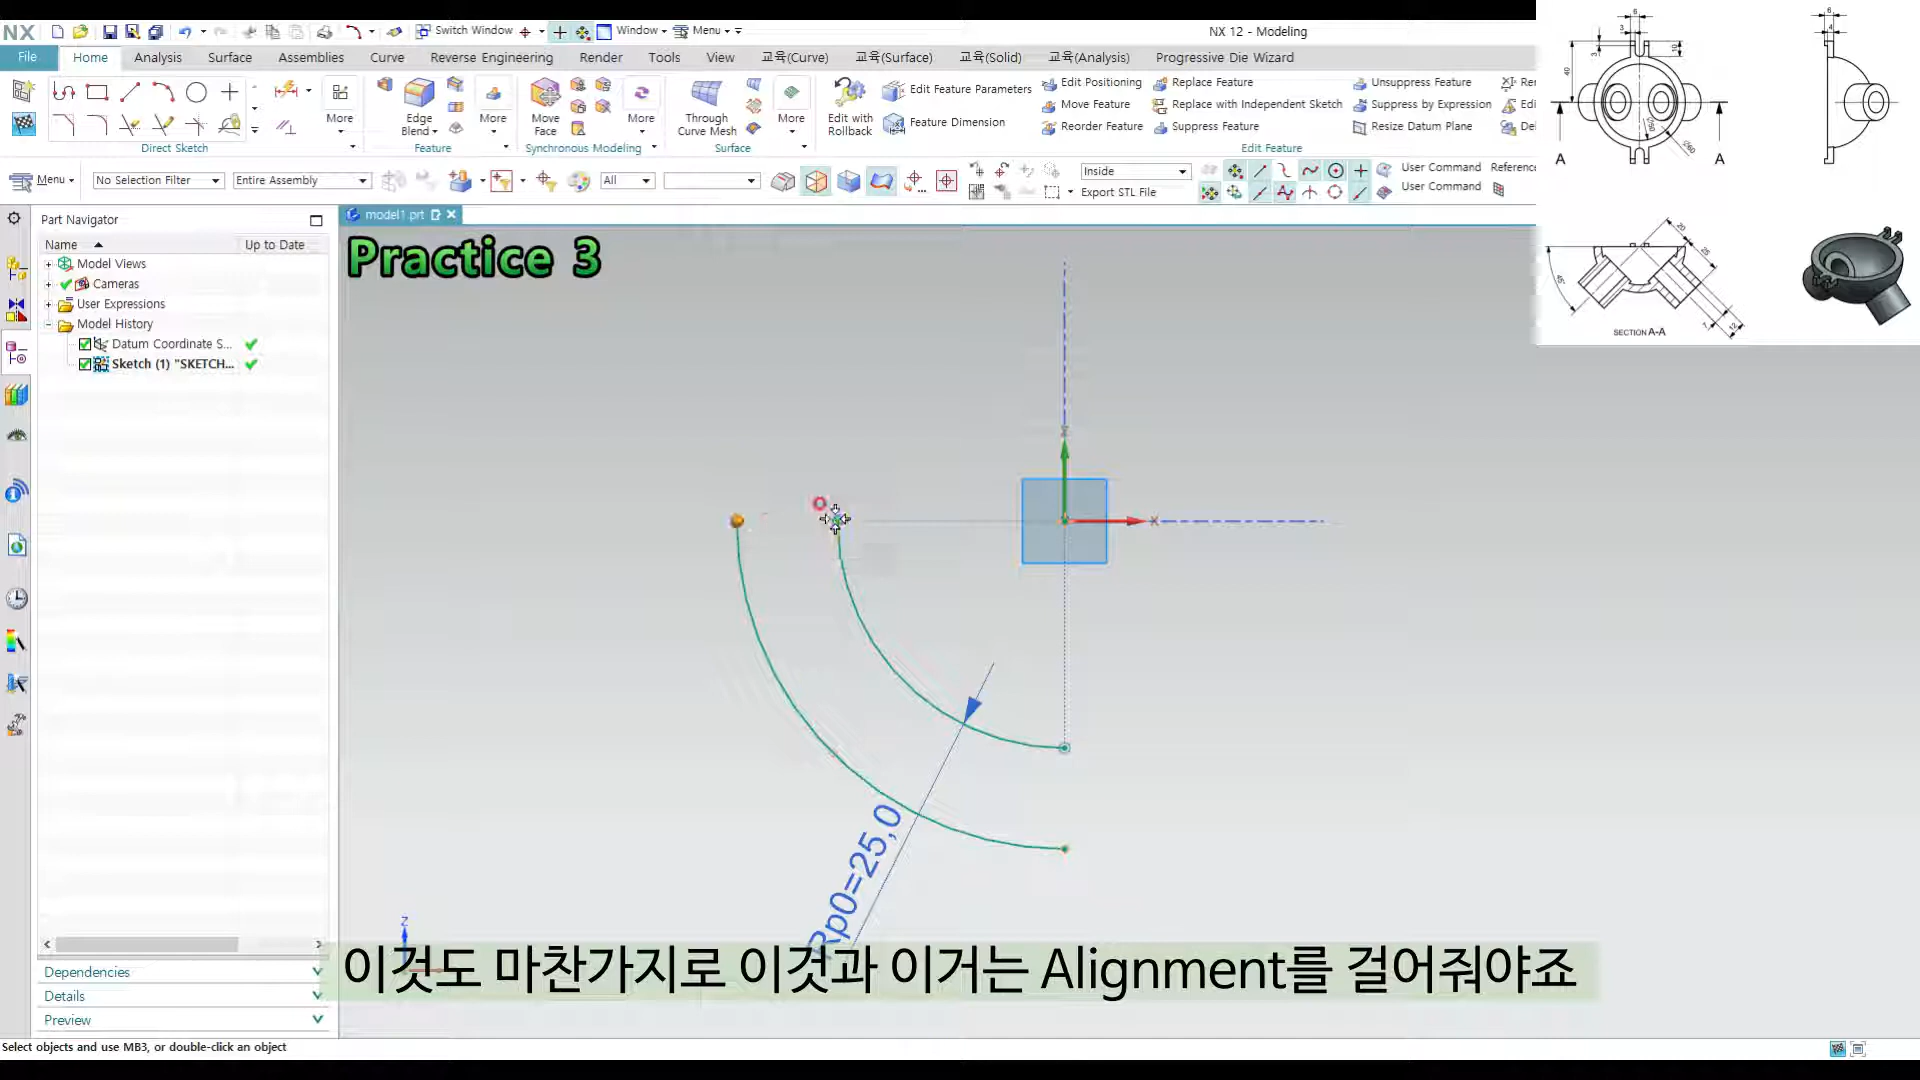 NX
Switch Window
Window
Menu
NX 12 - Modeling
File
Home
Analysis
Surface
Assemblies
Curve
Reverse Engineering
Render
Tools
View
교육(Curve)
교육(Surface)
교육(Solid)
교육(Analysis)
Progressive Die Wizard
More
Edge Blend
More
Move Face
More
Through Curve Mesh
More
Edit with Rollback
Edit Feature Parameters
Feature Dimension
Edit Positioning
Move Feature
Reorder Feature
Replace Feature
Replace with Independent Sketch
Suppress Feature
Unsuppress Feature
Suppress by Expression
Resize Datum Plane
Direct Sketch
Feature
Synchronous Modeling
Surface
Edit Feature
Menu
No Selection Filter
Entire Assembly
All
Inside
Export STL File
User Command
User Command
Reference
Part Navigator
Name
Up to Date
Model Views
Cameras
User Expressions
Model History
Datum Coordinate S...
Sketch (1) "SKETCH...
Dependencies
Details
Preview
model1.prt
Practice 3
X
Rp0=25,0
Z
A
A
SECTION A-A
이것도 마찬가지로 이것과 이거는 Alignment를 걸어줘야죠
Select objects and use MB3, or double-click an object